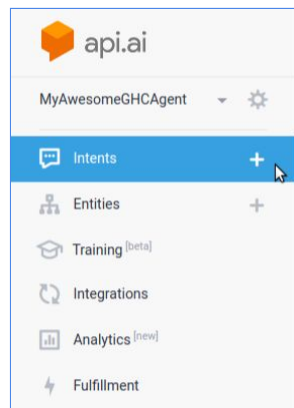 api.ai
MyAwesomeGHCAgent
Intents +
Entities +
Training [beta]
Integrations
Analytics [new]
Fulfillment